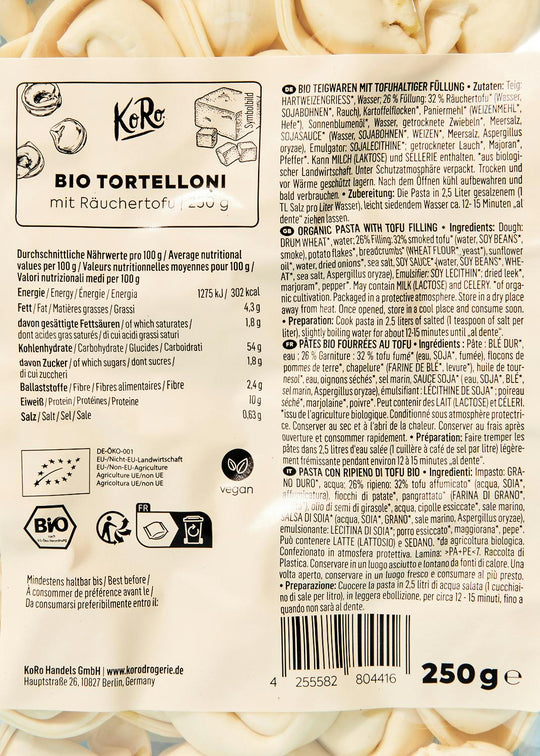 KoRo
Symbolbild
BIO TORTELLONI
mit Räuchertofu | 250 g
Durchschnittliche Nährwerte pro 100 g / Average nutritional
values per 100 g / Valeurs nutritionnelles moyennes pour 100 g /
Valori nutrizionali medi per 100 g
Energie / Energy / Énergie / Energia 1275 kJ / 302 kcal
Fett / Fat / Matières grasses / Grassi 4,3 g
davon gesättigte Fettsäuren / of which saturates / 1,8 g
dont acides gras saturés / di cui acidi grassi saturi
Kohlenhydrate / Carbohydrate / Glucides / Carboidrati 54 g
davon Zucker / of which sugars / dont sucres / 1,8 g
di cui zuccheri
Ballaststoffe / Fibre / Fibres alimentaires / Fibre 2,4 g
Eiweiß / Protein / Protéines / Proteine 10 g
Salz / Salt / Sel / Sale 0,63 g
DE-ÖKO-001
EU-/Nicht-EU-Landwirtschaft
EU-/Non-EU-Agriculture
Agriculture UE/non UE
Agricoltura UE/non UE
vegan
BIO
nach
EG-Öko-Verordnung
FR
Mindestens haltbar bis / Best before /
À consommer de préférence avant le /
Da consumarsi preferibilmente entro il:
KoRo Handels GmbH | www.korodrogerie.de
Hauptstraße 26, 10827 Berlin, Germany
DE BIO TEIGWAREN MIT TOFUHALTIGER FÜLLUNG • Zutaten: Teig:
HARTWEIZENGRIESS*, Wasser; 26 % Füllung: 32 % Räuchertofu* (Wasser,
SOJABOHNEN*, Rauch), Kartoffelflocken*, Paniermehl* (WEIZENMEHL*,
Hefe*), Sonnenblumenöl*, Wasser, getrocknete Zwiebeln*, Meersalz,
SOJASAUCE* (Wasser, SOJABOHNEN*, WEIZEN*, Meersalz, Aspergillus
oryzae), Emulgator: SOJALECITHINE*; getrockneter Lauch*, Majoran*,
Pfeffer*. Kann MILCH (LAKTOSE) und SELLERIE enthalten. *aus biologi-
scher Landwirtschaft. Unter Schutzatmosphäre verpackt. Trocken und
vor Wärme geschützt lagern. Nach dem Öffnen kühl aufbewahren und
bald verbrauchen. • Zubereitung: Die Pasta in 2,5 Liter gesalzenem (1
TL Salz pro Liter Wasser), leicht siedendem Wasser ca. 12-15 Minuten „al
dente“ ziehen lassen.
GB ORGANIC PASTA WITH TOFU FILLING • Ingredients: Dough:
DRUM WHEAT*, water; 26% Filling: 32% smoked tofu* (water, SOY BEANS*,
smoke), potato flakes*, breadcrumbs* (WHEAT FLOUR*, yeast*), sunflower
oil*, water, dried onions*, sea salt, SOY SAUCE* (water, SOY BEANS*, WHE-
AT*, sea salt, Aspergillus oryzae), Emulsifier: SOY LECITHIN*; dried leek*,
marjoram*, pepper*. May contain MILK (LACTOSE) and CELERY. *of orga-
nic cultivation. Packaged in a protective atmosphere. Store in a dry place
away from heat. Once opened, store in a cool place and consume soon.
• Preparation: Cook pasta in 2.5 liters of salted (1 teaspoon of salt per
liter), slightly boiling water for about 12-15 minutes until „al dente“.
FR PÂTES BIO FOURRÉES AU TOFU • Ingrédients : Pâte : BLÉ DUR*,
eau ; 26 % Garniture : 32 % tofu fumé* (eau, SOJA*, fumée), flocons de
pommes de terre*, chapelure* (FARINE DE BLÉ*, levure*), huile de tour-
nesol*, eau, oignons séchés*, sel marin, SAUCE SOJA* (eau, SOJA*, BLÉ*,
sel marin, Aspergillus oryzae), émulsifiant : LÉCITHINE DE SOJA* ; poireau
séché*, marjolaine*, poivre*. Peut contenir des LAIT (LACTOSE) et CÉLERI.
*issu de l'agriculture biologique. Conditionné sous atmosphère protectri-
ce. Conserver au sec et à l'abri de la chaleur. Conserver au frais après
ouverture et consommer rapidement. • Préparation: Faire tremper les
pâtes dans 2,5 litres d'eau salée (1 cuillère à café de sel par litre) légère-
ment frémissante pendant environ 12 à 15 minutes „al dente“.
IT PASTA CON RIPIENO DI TOFU BIO • Ingredienti: Impasto: GRA-
NO DURO*, acqua; 26% ripieno: 32% tofu affumicato* (acqua, SOIA*,
affumicatura), fiocchi di patate*, pangrattato* (FARINA DI GRANO*,
olio di semi di girasole*, acqua, cipolle essiccate*, sale marino,
SALSA DI SOIA* (acqua, SOIA*, GRANO*, sale marino, Aspergillus oryzae),
emulsionante: LECITINA DI SOIA*; porro essiccato*, maggiorana*, pepe*.
Può contenere LATTE (LATTOSIO) e SEDANO. *da agricoltura biologica.
Confezionato in atmosfera protettiva. Lamina: >PA+PE<7. Raccolta di
Plastica. Conservare in un luogo asciutto e lontano da fonti di calore. Una
volta aperto, conservare in un luogo fresco e consumare al più presto.
• Preparazione: Cuocere la pasta in 2,5 litri di acqua salata (1 cucchiai-
no di sale per litro), in leggera ebollizione, per circa 12 - 15 minuti, fino a
quando non sarà al dente.
4 255582 804416
250 g e